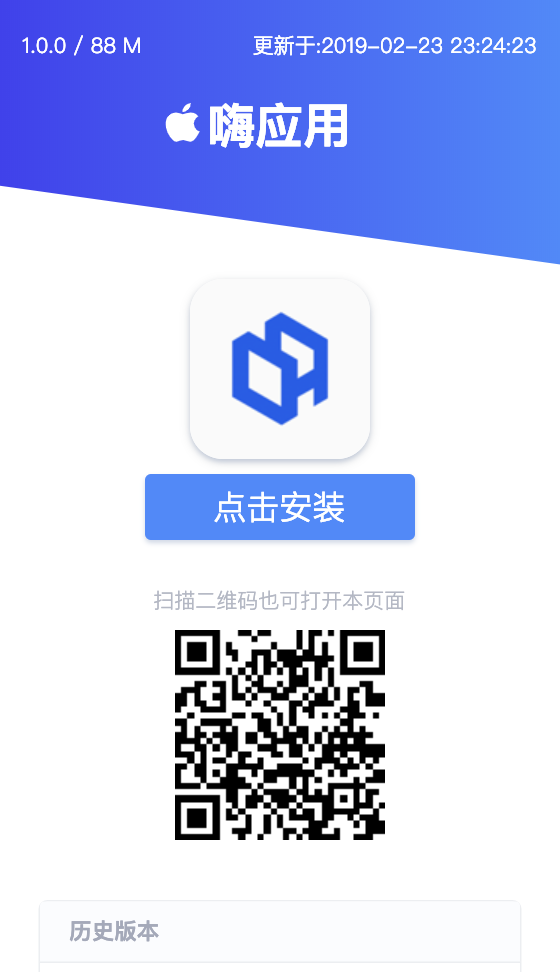 1.0.0 / 88 M
更新于:2019-02-23 23:24:23
嗨应用
点击安装
扫描二维码也可打开本页面
历史版本